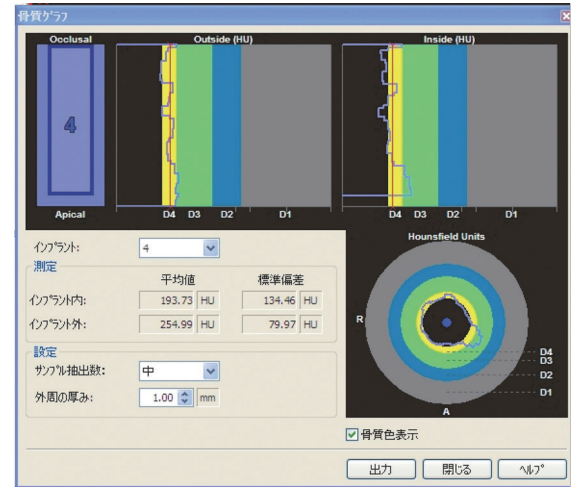 骨質ｸﾞﾗﾌ
Occlusal
Outside (HU)
Inside (HU)
4
Apical
D4 D3 D2 D1
D4 D3 D2 D1
ｲﾝﾌﾟﾗﾝﾄ: 4
測定
平均値 標準偏差
ｲﾝﾌﾟﾗﾝﾄ内: 193.73 HU 134.46 HU
ｲﾝﾌﾟﾗﾝﾄ外: 254.99 HU 79.97 HU
設定
ｻﾝﾌﾟﾙ抽出数: 中
外周の厚み: 1.00 mm
Hounsfield Units
R
D4
D3
D2
D1
A
骨質色表示
出力 閉じる ﾍﾙﾌﾟ